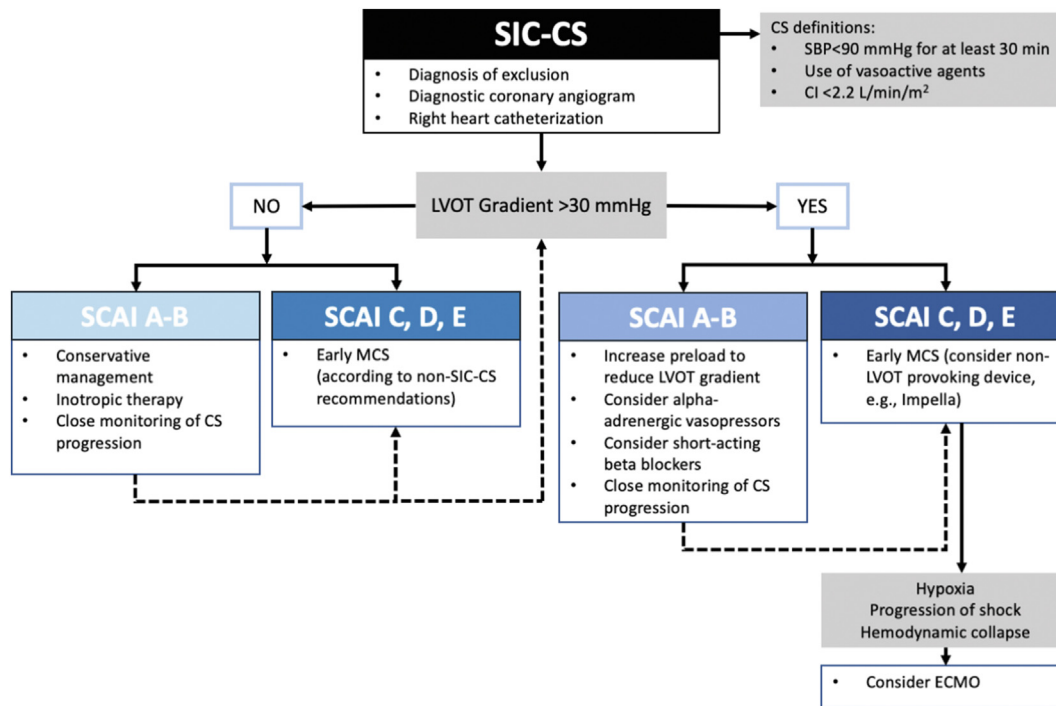 SIC-CS
• Diagnosis of exclusion
• Diagnostic coronary angiogram
• Right heart catheterization
CS definitions:
• SBP<90 mmHg for at least 30 min
• Use of vasoactive agents
• CI <2.2 L/min/m²
NO
LVOT Gradient >30 mmHg
YES
SCAI A-B
• Conservative
management
• Inotropic therapy
• Close monitoring of CS
progression
SCAI C, D, E
• Early MCS
(according to non-SIC-CS
recommendations)
SCAI A-B
• Increase preload to
reduce LVOT gradient
• Consider alpha-
adrenergic vasopressors
• Consider short-acting
beta blockers
• Close monitoring of CS
progression
SCAI C, D, E
• Early MCS (consider non-
LVOT provoking device,
e.g., Impella)
Hypoxia
Progression of shock
Hemodynamic collapse
• Consider ECMO